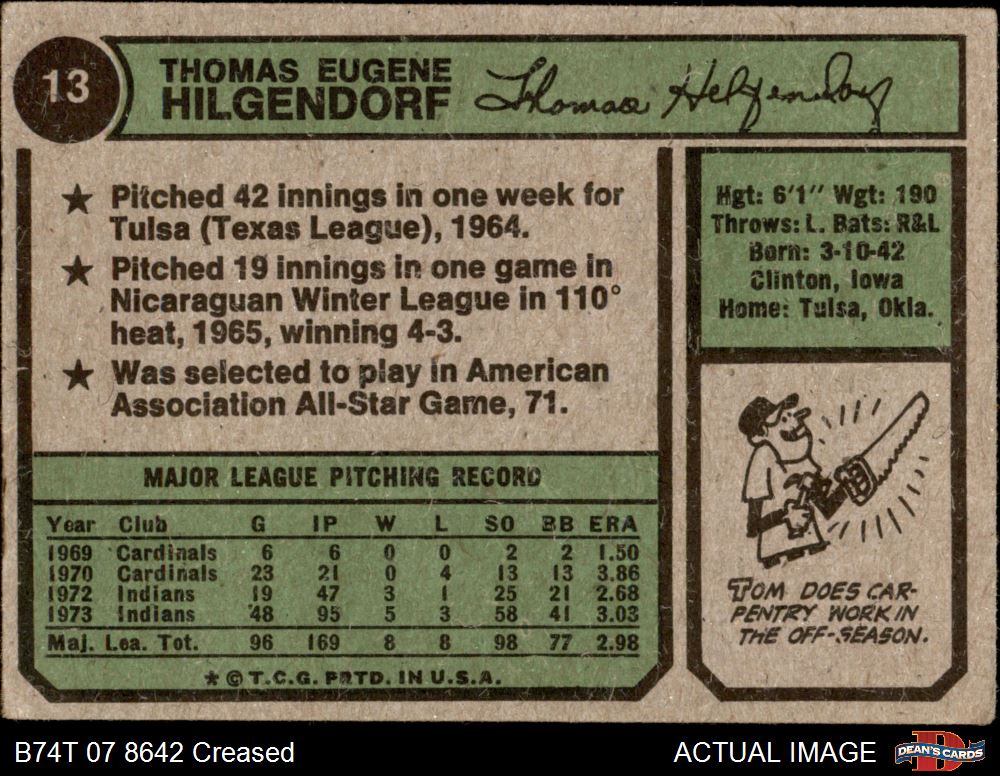 13
THOMAS EUGENE
HILGENDORF
Thomas Hilgendorf
★ Pitched 42 innings in one week for
Tulsa (Texas League), 1964.
★ Pitched 19 innings in one game in
Nicaraguan Winter League in 110°
heat, 1965, winning 4-3.
★ Was selected to play in American
Association All-Star Game, 71.
Hgt: 6'1" Wgt: 190
Throws: L. Bats: R&L
Born: 3-10-42
Clinton, Iowa
Home: Tulsa, Okla.
MAJOR LEAGUE PITCHING RECORD
Year Club G IP W L SO BB ERA
1969 Cardinals 6 6 0 0 2 2 1.50
1970 Cardinals 23 21 0 4 13 13 3.86
1972 Indians 19 47 3 1 25 21 2.68
1973 Indians 48 95 5 3 58 41 3.03
Maj. Lea. Tot. 96 169 8 8 98 77 2.98
★ © T.C.G. PRTD. IN U.S.A.
TOM DOES CAR-
PENTRY WORK IN
THE OFF-SEASON.
B74T 07 8642 Creased
ACTUAL IMAGE
D
DEAN'S CARDS